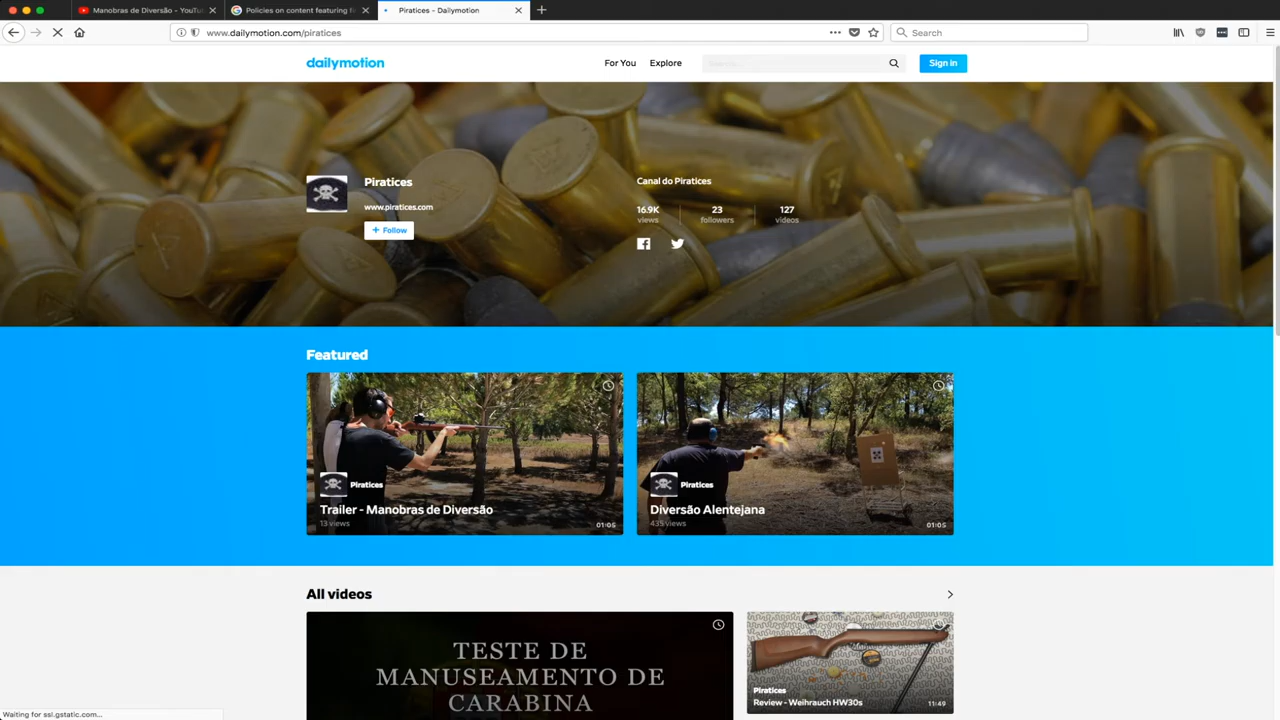 Manobras de Diversão - YouTu
Policies on content featuring f
Piratices - Dailymotion
www.dailymotion.com/piratices
Search
dailymotion
For You
Explore
Search...
Sign in
Piratices
www.piratices.com
+ Follow
Canal do Piratices
16.9K
views
23
followers
127
videos
Featured
Piratices
Trailer - Manobras de Diversão
13 views
01:05
Piratices
Diversão Alentejana
435 views
01:05
All videos
TESTE DE
MANUSEAMENTO DE
CARABINA
Piratices
Review - Weihrauch HW30s
11:49
Waiting for ssl.gstatic.com...